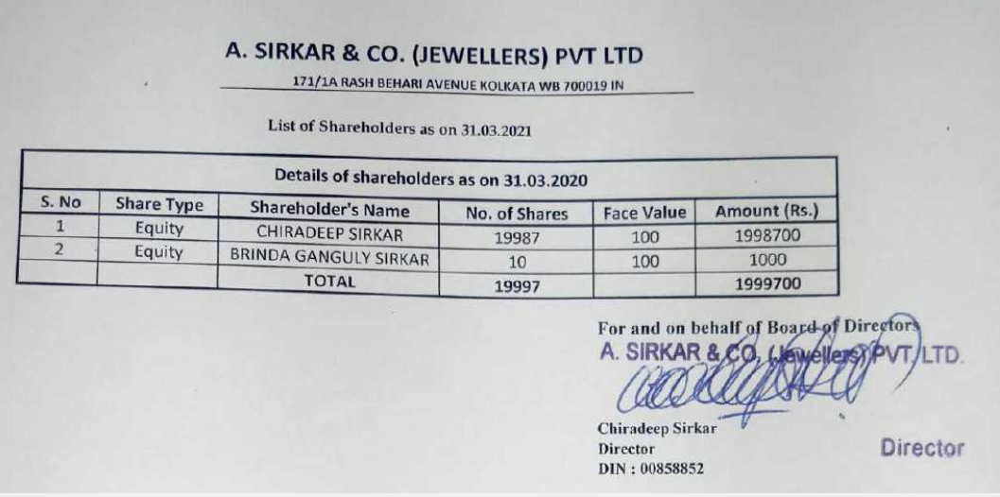 A. SIRKAR & CO. (JEWELLERS) PVT LTD
171/1A RASH BEHARI AVENUE KOLKATA WB 700019 IN
List of Shareholders as on 31.03.2021
Details of shareholders as on 31.03.2020
S. No Share Type Shareholder's Name No. of Shares Face Value Amount (Rs.)
1 Equity CHIRADEEP SIRKAR 19987 100 1998700
2 Equity BRINDA GANGULY SIRKAR 10 100 1000
TOTAL 19997 1999700
For and on behalf of Board of Directors
A. SIRKAR & CO. (Jewellers) PVT. LTD.
Chiradeep Sirkar
Director
Director
DIN : 00858852